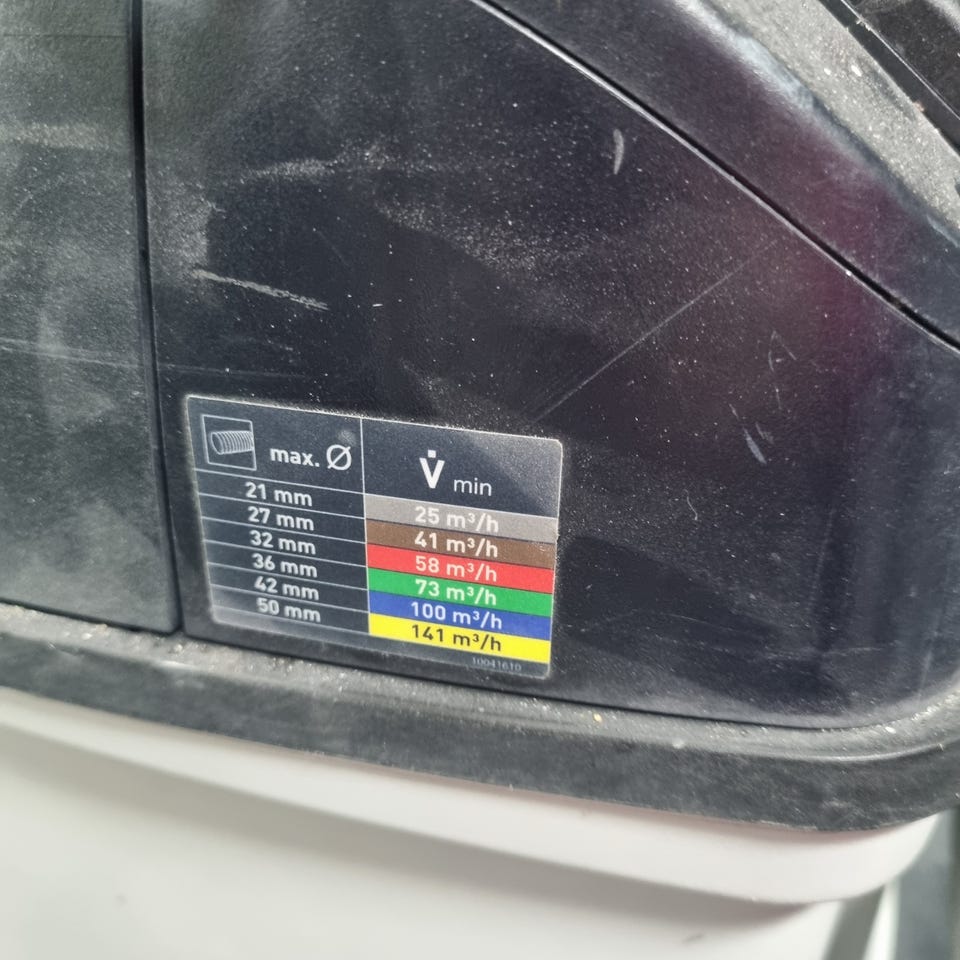 max. Ø V̇ min
21 mm 25 m³/h
27 mm 41 m³/h
32 mm 58 m³/h
36 mm 73 m³/h
42 mm 100 m³/h
50 mm 141 m³/h
10041610